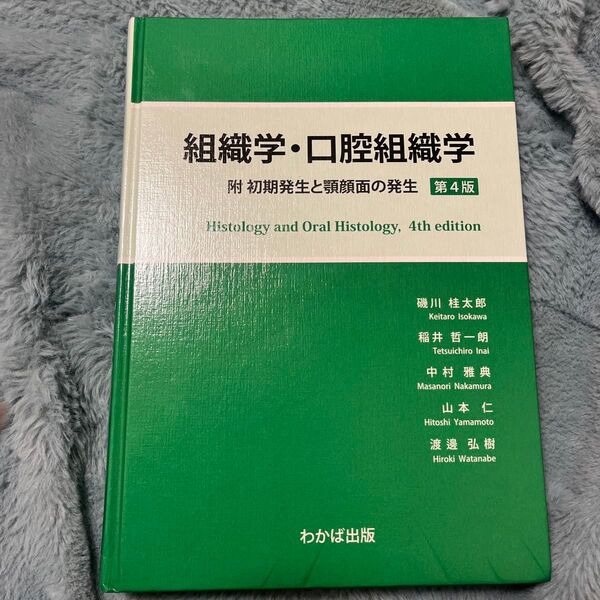 組織学・口腔組織学
附 初期発生と顎顔面の発生 第4版
Histology and Oral Histology, 4th edition
磯川 桂太郎
Keitaro Isokawa
稲井 哲一朗
Tetsuichiro Inai
中村 雅典
Masanori Nakamura
山本 仁
Hitoshi Yamamoto
渡邊 弘樹
Hiroki Watanabe
わかば出版